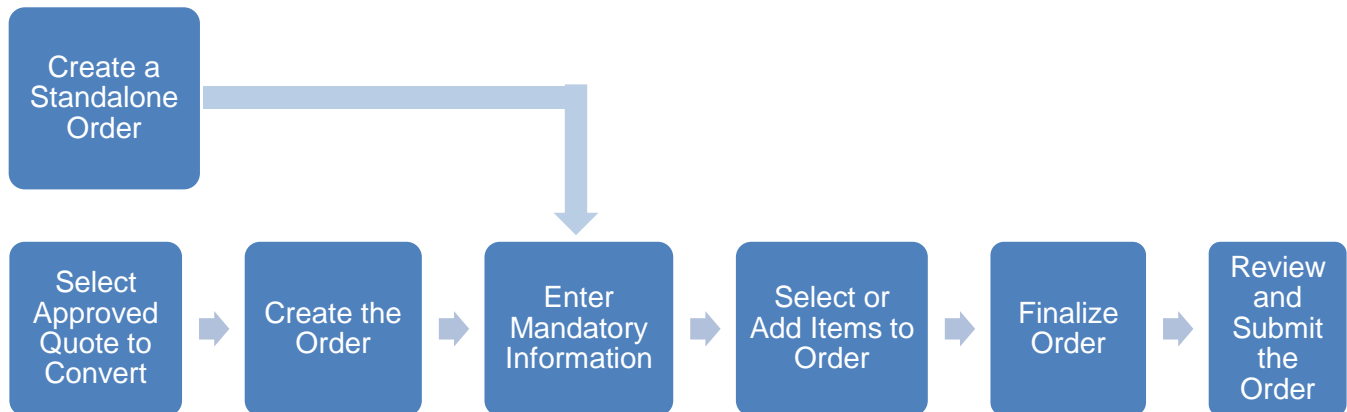 Create a
Standalone
Order
Select
Approved
Quote to
Convert
Create the
Order
Enter
Mandatory
Information
Select or
Add Items to
Order
Finalize
Order
Review
and
Submit
the
Order